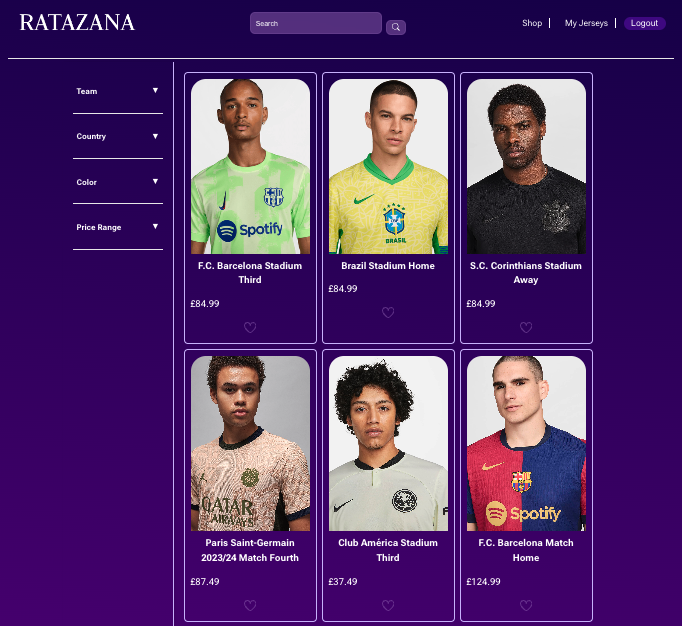 RATAZANA
Search
Shop
My Jerseys
Logout
Team ▼
Country ▼
Color ▼
Price Range ▼
Spotify
F.C. Barcelona Stadium
Third
£84.99
BRASIL
Brazil Stadium Home
£84.99
S.C. Corinthians Stadium
Away
£84.99
QATAR
AIRWAYS
Paris Saint-Germain
2023/24 Match Fourth
£87.49
Club América Stadium
Third
£37.49
Spotify
F.C. Barcelona Match
Home
£124.99